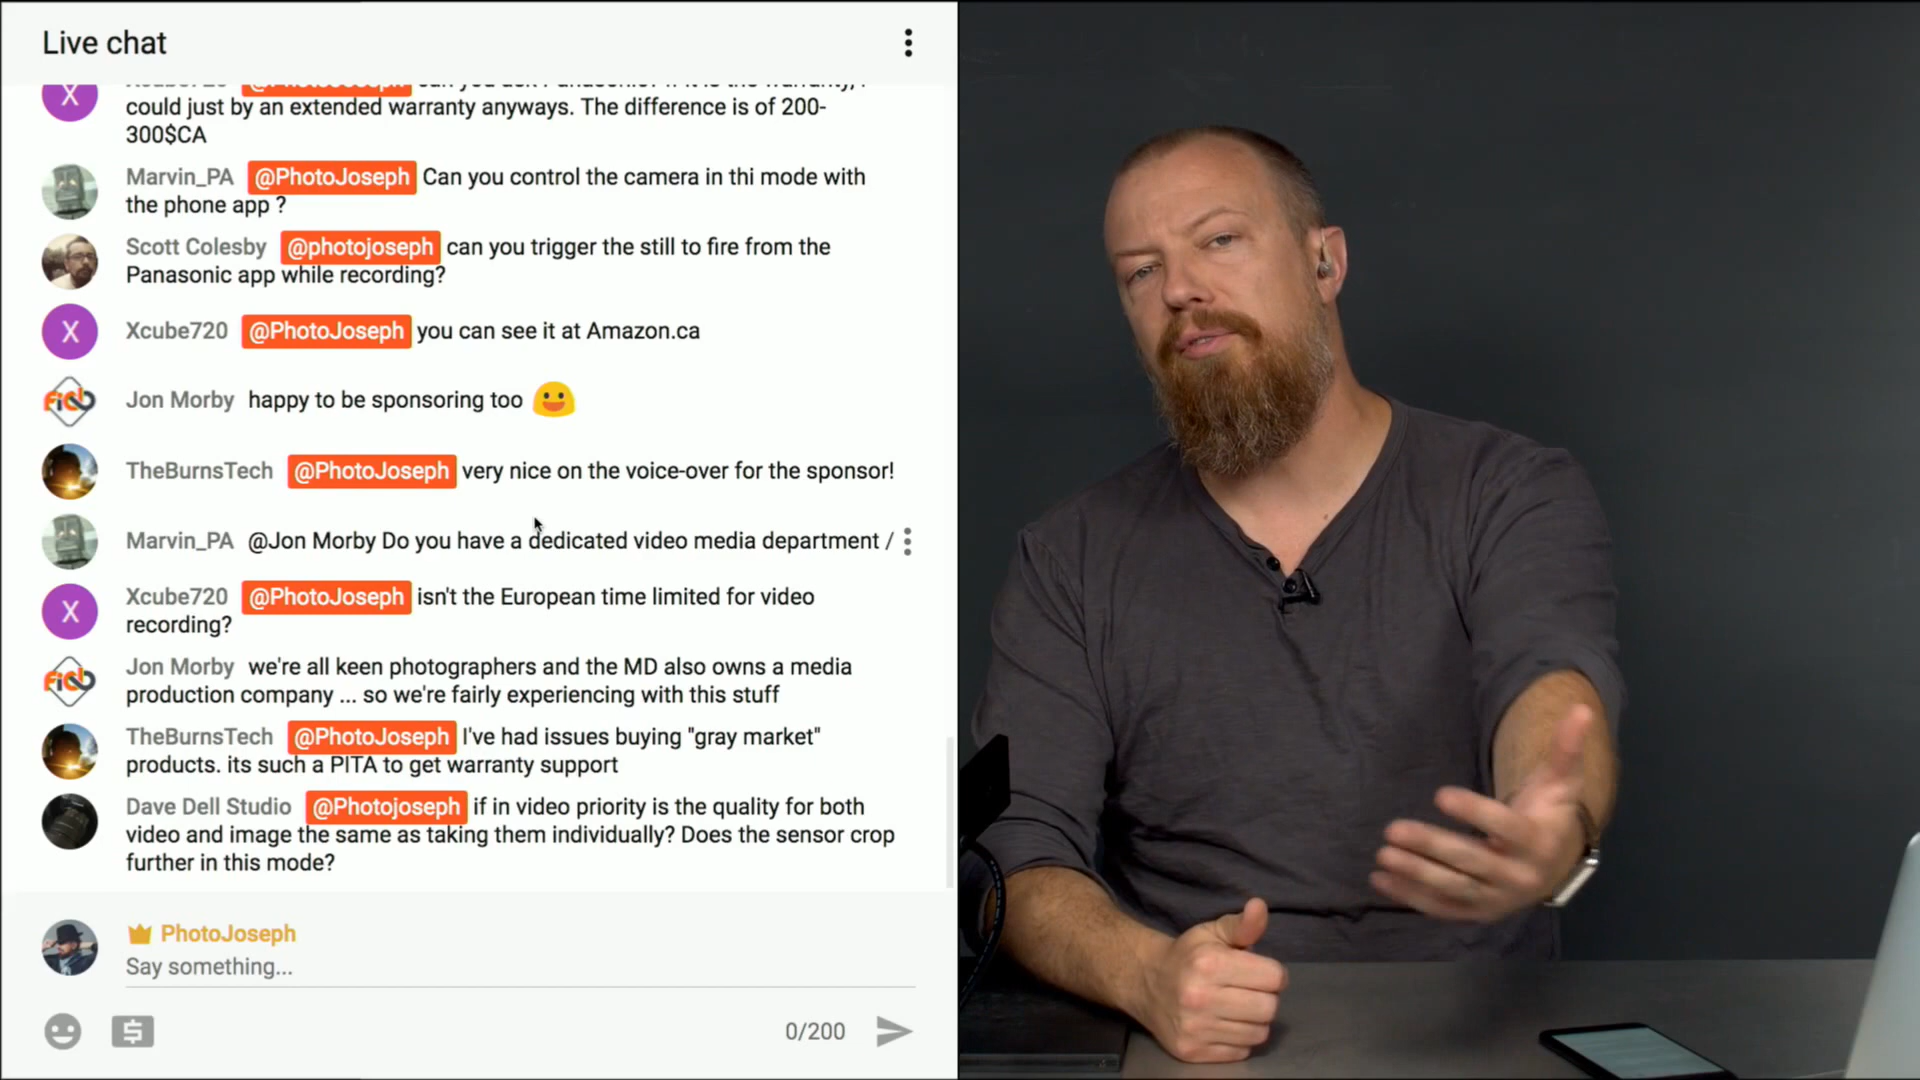 Live chat
X
could just by an extended warranty anyways. The difference is of 200-
300$CA
Marvin_PA @PhotoJoseph Can you control the camera in thi mode with
the phone app ?
Scott Colesby @photojoseph can you trigger the still to fire from the
Panasonic app while recording?
X Xcube720 @PhotoJoseph you can see it at Amazon.ca
Jon Morby happy to be sponsoring too
TheBurnsTech @PhotoJoseph very nice on the voice-over for the sponsor!
Marvin_PA @Jon Morby Do you have a dedicated video media department /
X Xcube720 @PhotoJoseph isn't the European time limited for video
recording?
Jon Morby we're all keen photographers and the MD also owns a media
production company ... so we're fairly experiencing with this stuff
TheBurnsTech @PhotoJoseph I've had issues buying "gray market"
products. its such a PITA to get warranty support
Dave Dell Studio @Photojoseph if in video priority is the quality for both
video and image the same as taking them individually? Does the sensor crop
further in this mode?
PhotoJoseph
Say something...
$ 0/200